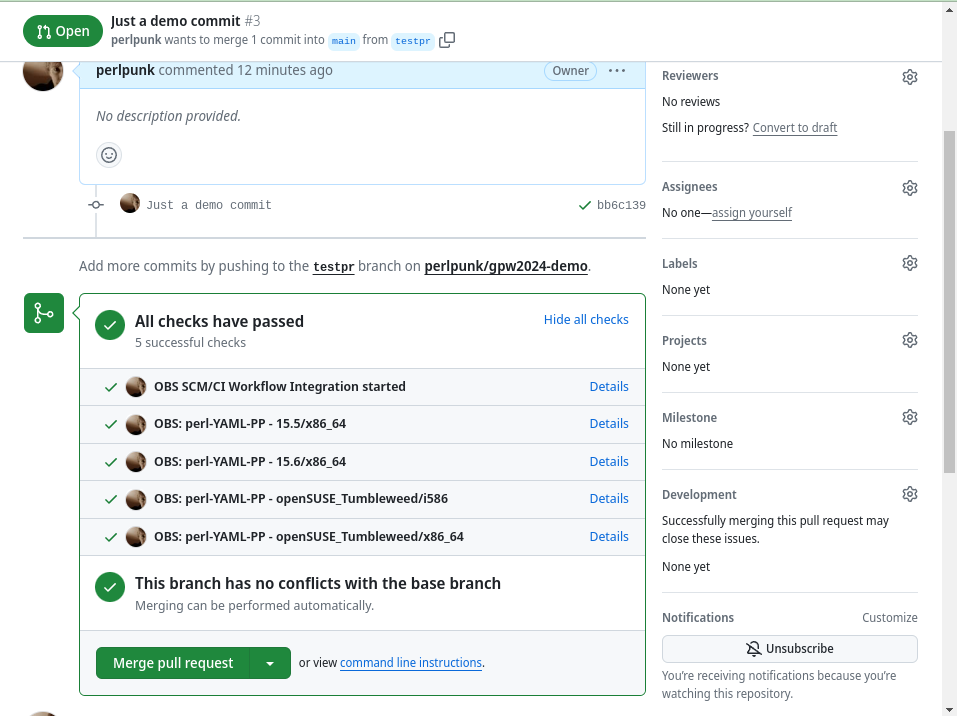 Open
Just a demo commit #3
perlpunk wants to merge 1 commit into main from testpr
perlpunk commented 12 minutes ago
Owner
No description provided.
Just a demo commit
bb6c139
Add more commits by pushing to the testpr branch on perlpunk/gpw2024-demo.
All checks have passed
Hide all checks
5 successful checks
OBS SCM/CI Workflow Integration started
Details
OBS: perl-YAML-PP - 15.5/x86_64
Details
OBS: perl-YAML-PP - 15.6/x86_64
Details
OBS: perl-YAML-PP - openSUSE_Tumbleweed/i586
Details
OBS: perl-YAML-PP - openSUSE_Tumbleweed/x86_64
Details
This branch has no conflicts with the base branch
Merging can be performed automatically.
Merge pull request
or view command line instructions.
Reviewers
No reviews
Still in progress? Convert to draft
Assignees
No one—assign yourself
Labels
None yet
Projects
None yet
Milestone
No milestone
Development
Successfully merging this pull request may
close these issues.
None yet
Notifications
Customize
Unsubscribe
You're receiving notifications because you're
watching this repository.